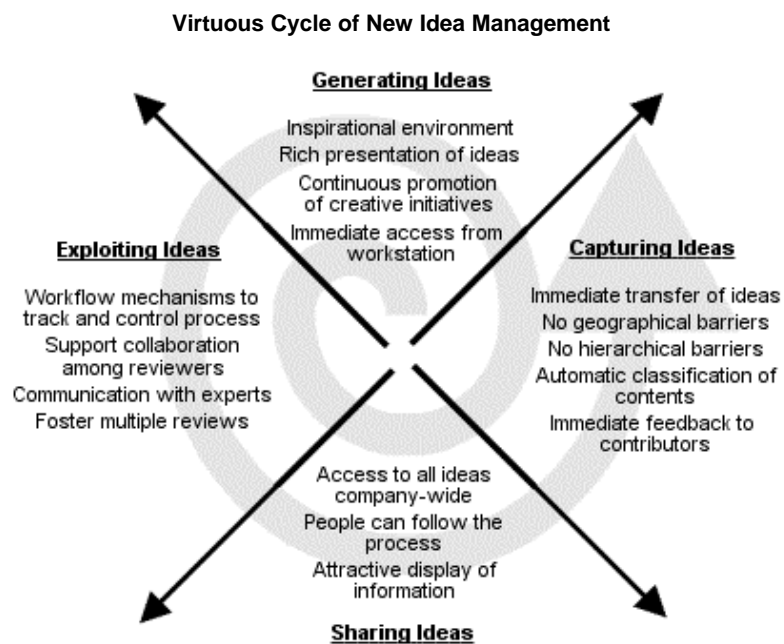 Virtuous Cycle of New Idea Management
Generating Ideas
Inspirational environment
Rich presentation of ideas
Continuous promotion
of creative initiatives
Immediate access from
workstation
Exploiting Ideas
Workflow mechanisms to
track and control process
Support collaboration
among reviewers
Communication with experts
Foster multiple reviews
Capturing Ideas
Immediate transfer of ideas
No geographical barriers
No hierarchical barriers
Automatic classification of
contents
Immediate feedback to
contributors
Access to all ideas
company-wide
People can follow the
process
Attractive display of
information
Sharing Ideas